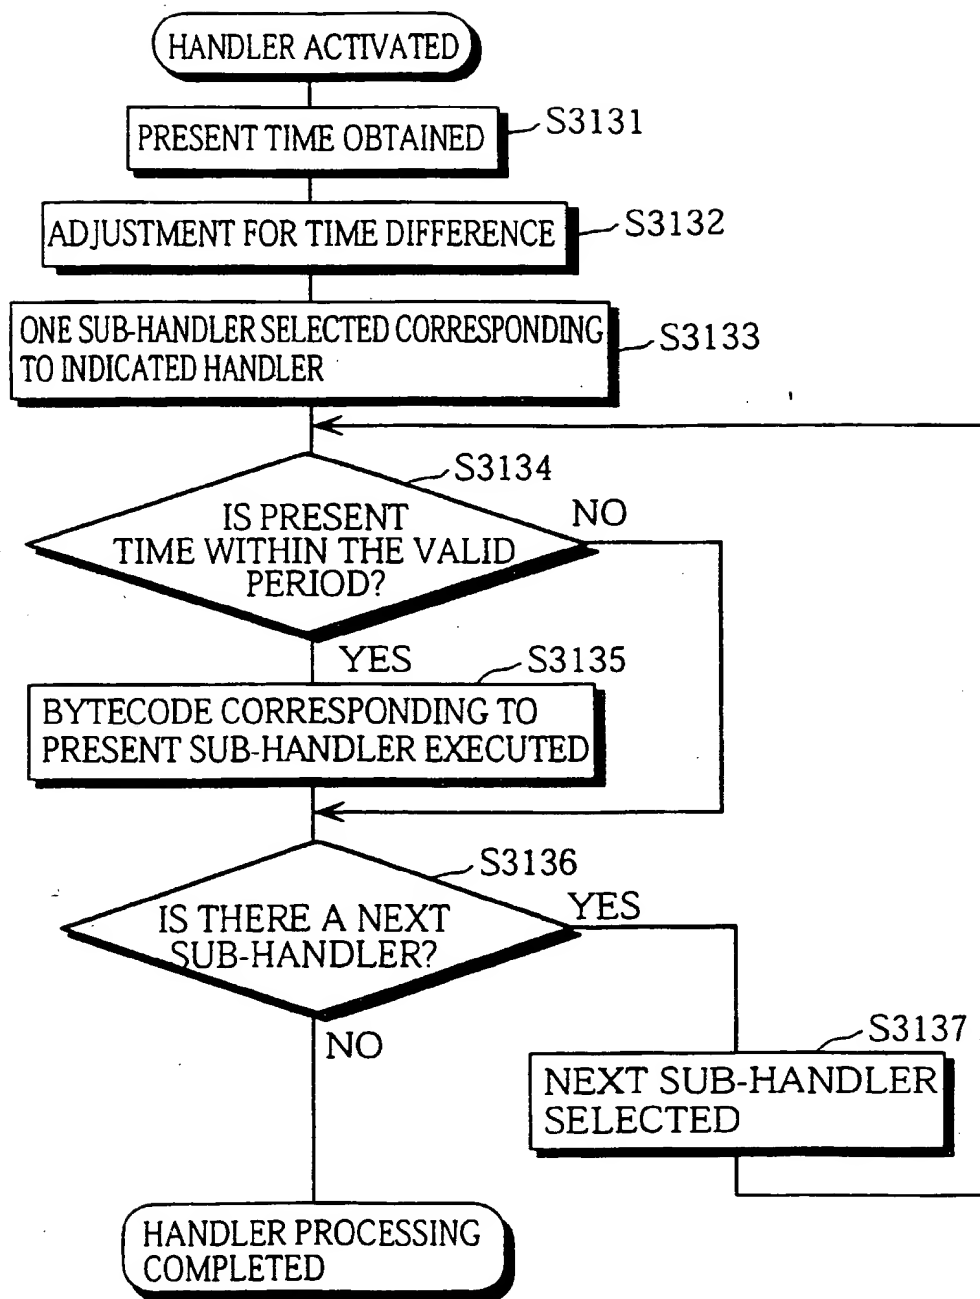 HANDLER ACTIVATED
PRESENT TIME OBTAINED
S3131
ADJUSTMENT FOR TIME DIFFERENCE
S3132
ONE SUB-HANDLER SELECTED CORRESPONDING
TO INDICATED HANDLER
S3133
S3134
IS PRESENT
TIME WITHIN THE VALID
PERIOD?
NO
YES
S3135
BYTECODE CORRESPONDING TO
PRESENT SUB-HANDLER EXECUTED
S3136
IS THERE A NEXT
SUB-HANDLER?
YES
NO
S3137
NEXT SUB-HANDLER
SELECTED
HANDLER PROCESSING
COMPLETED